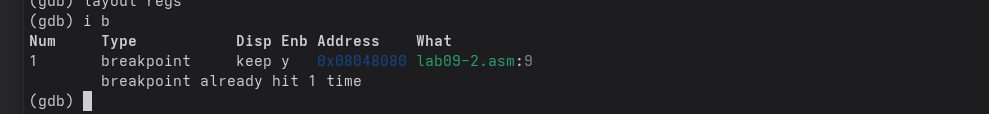 (gdb) layout regs
(gdb) i b
Num     Type           Disp Enb Address    What
1       breakpoint     keep y   0x08048080 lab09-2.asm:9
        breakpoint already hit 1 time
(gdb)